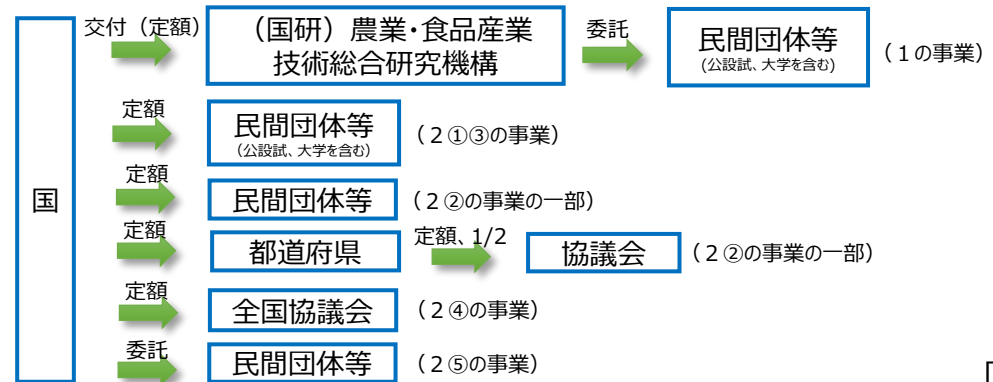 国
交付（定額）
（国研）農業・食品産業
技術総合研究機構
委託
民間団体等
(公設試、大学を含む)
（１の事業）
定額
民間団体等
(公設試、大学を含む)
（２①③の事業）
定額
民間団体等
（２②の事業の一部）
定額
都道府県
定額、1/2
協議会
（２②の事業の一部）
定額
全国協議会
（２④の事業）
委託
民間団体等
（２⑤の事業）